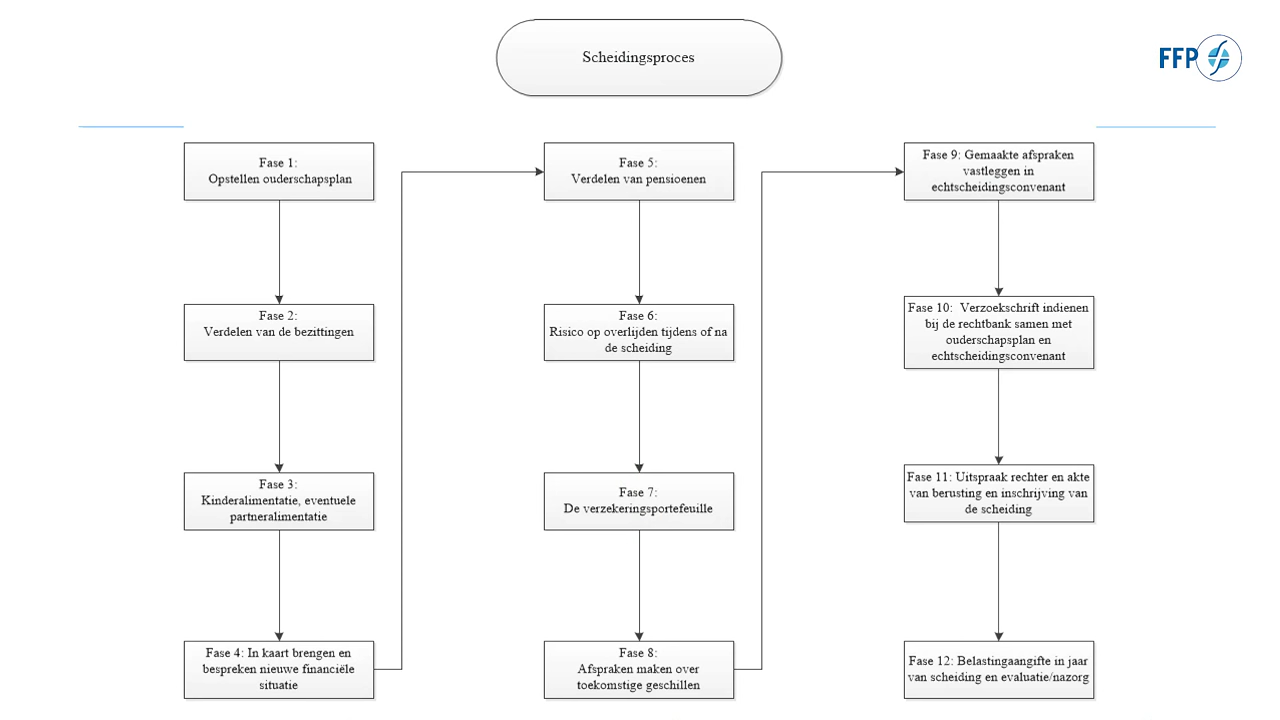 Scheidingsproces
FFP
Fase 1:
Opstellen ouderschapsplan
Fase 2:
Verdelen van de bezittingen
Fase 3:
Kinderalimentatie, eventuele
partneralimentatie
Fase 4: In kaart brengen en
bespreken nieuwe financiële
situatie
Fase 5:
Verdelen van pensioenen
Fase 6:
Risico op overlijden tijdens of na
de scheiding
Fase 7:
De verzekeringsportefeuille
Fase 8:
Afspraken maken over
toekomstige geschillen
Fase 9: Gemaakte afspraken
vastleggen in
echtscheidingsconvenant
Fase 10:  Verzoekschrift indienen
bij de rechtbank samen met
ouderschapsplan en
echtscheidingsconvenant
Fase 11: Uitspraak rechter en akte
van berusting en inschrijving van
de scheiding
Fase 12: Belastingaangifte in jaar
van scheiding en evaluatie/nazorg